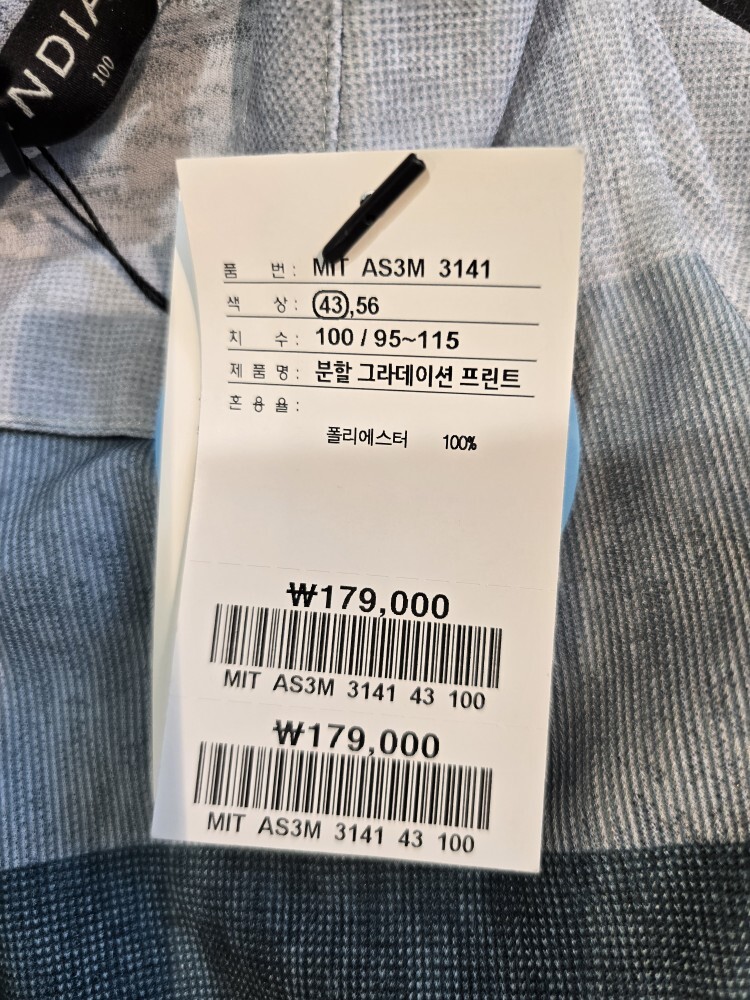 NDIA
100
품 번 : MIT AS3M 3141
색 상 : 43,56
치 수 : 100 / 95~115
제 품 명 : 분할 그라데이션 프린트
혼 용 율 :
폴리에스터 100%
₩179,000
MIT AS3M 3141 43 100
₩179,000
MIT AS3M 3141 43 100